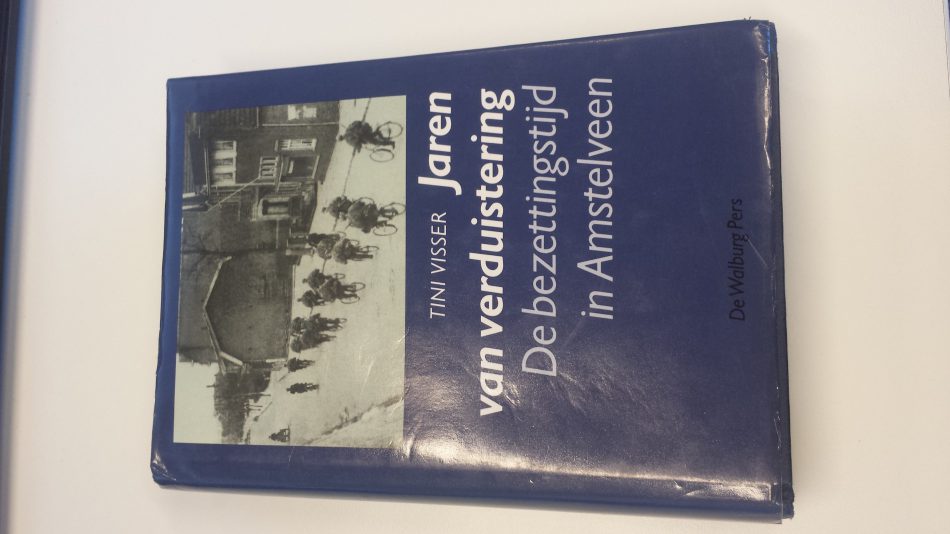 TINI VISSER Jaren
van verduistering
De bezettingstijd
in Amstelveen
De Walburg Pers